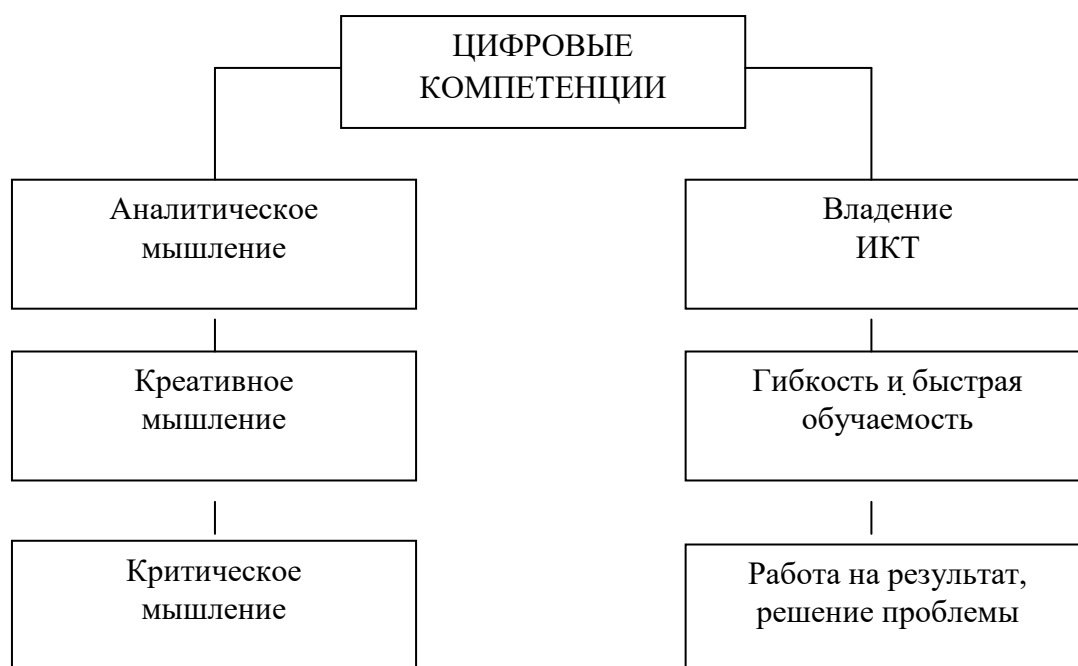 ЦИФРОВЫЕ
КОМПЕТЕНЦИИ
Аналитическое
мышление
Владение
ИКТ
Креативное
мышление
Гибкость и быстрая
обучаемость
Критическое
мышление
Работа на результат,
решение проблемы